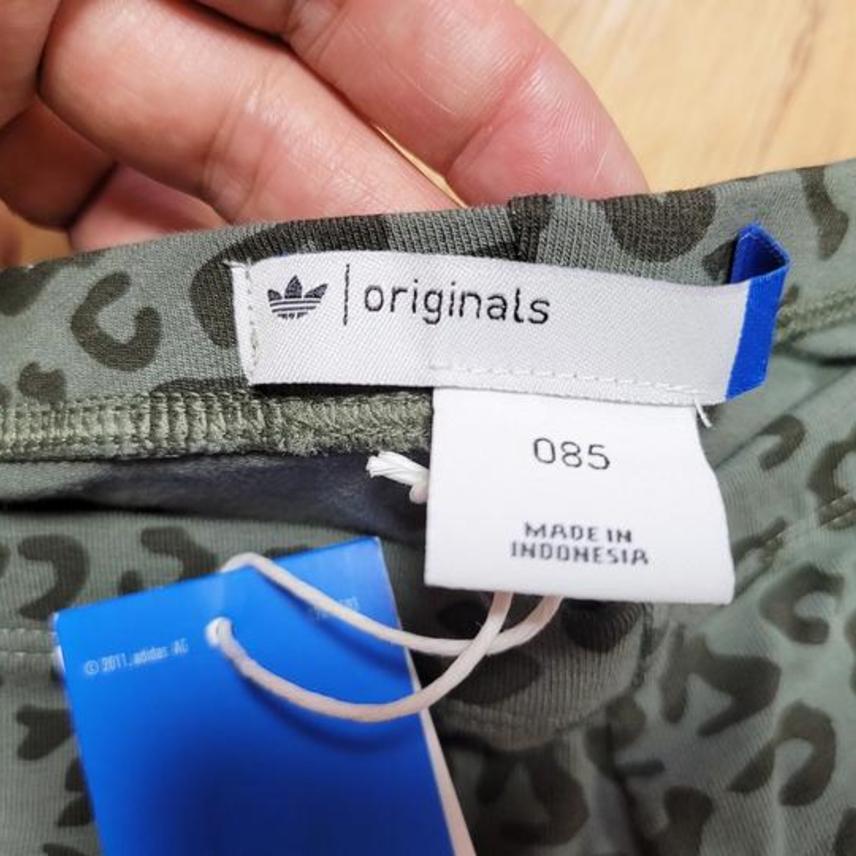 originals
085
MADE IN
INDONESIA
© 2011, adidas AG